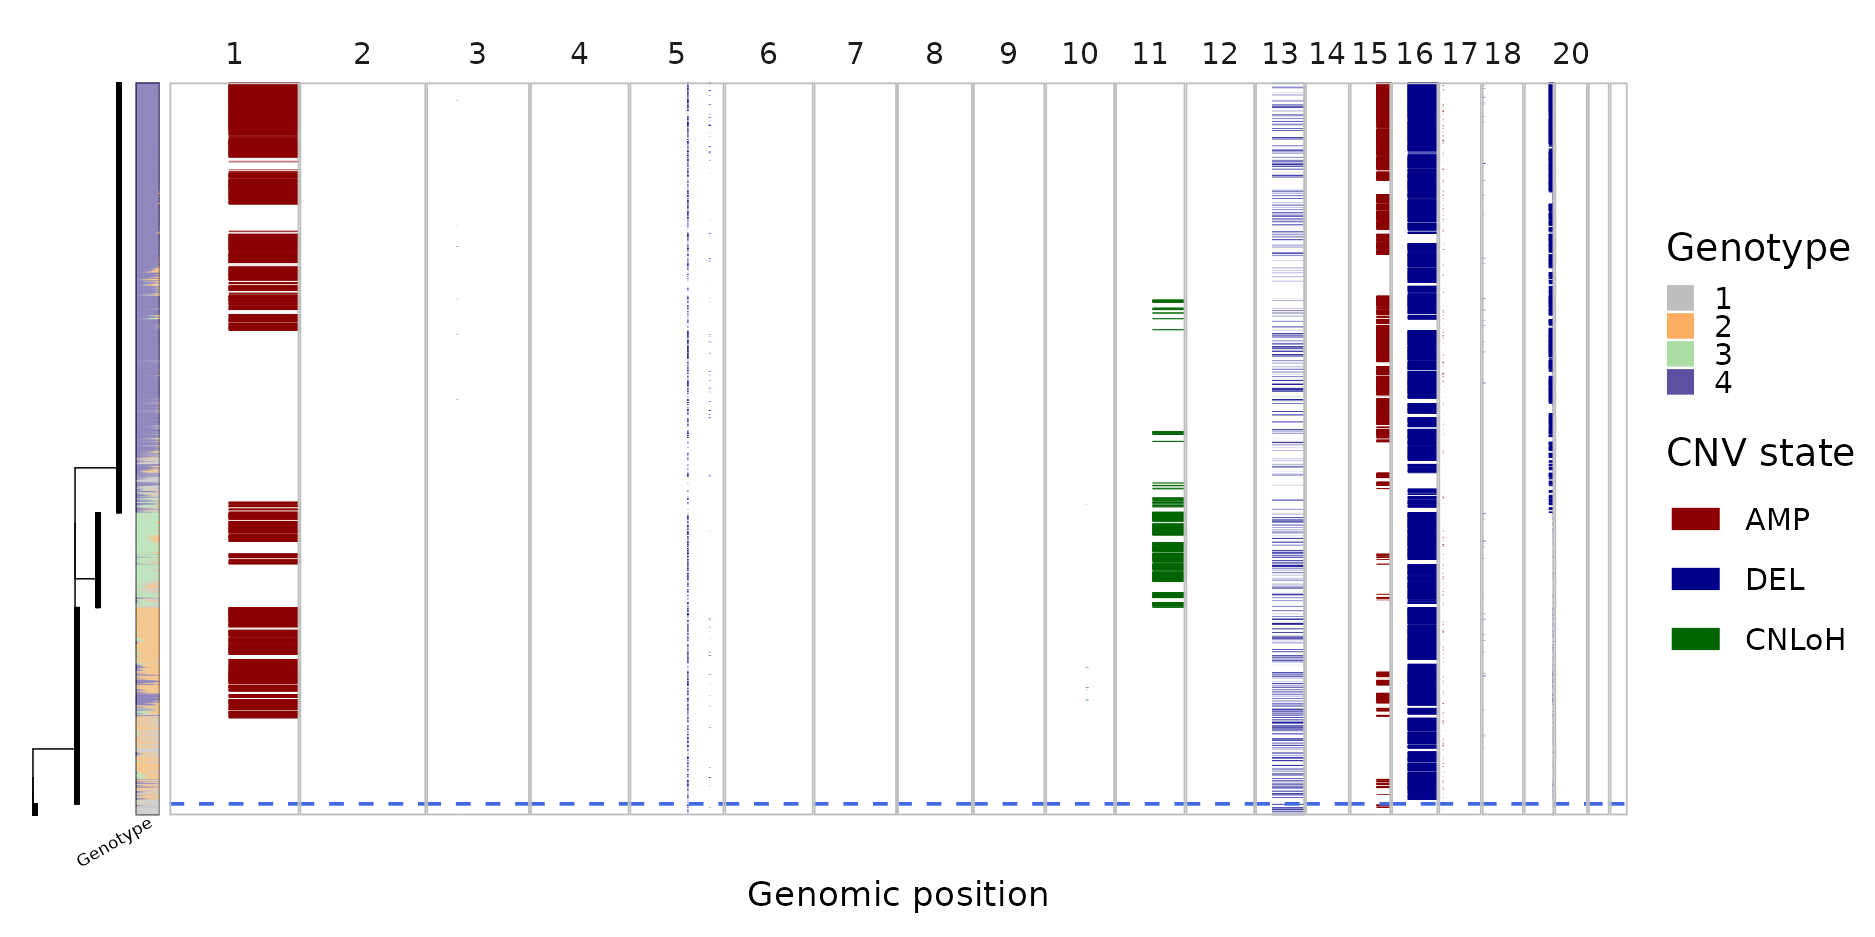 1 2 3 4 5 6 7 8 9 10 11 12 13 14 15 16 17 18 20
Genotype
1
2
3
4
CNV state
AMP
DEL
CNLoH
Genotype
Genomic position